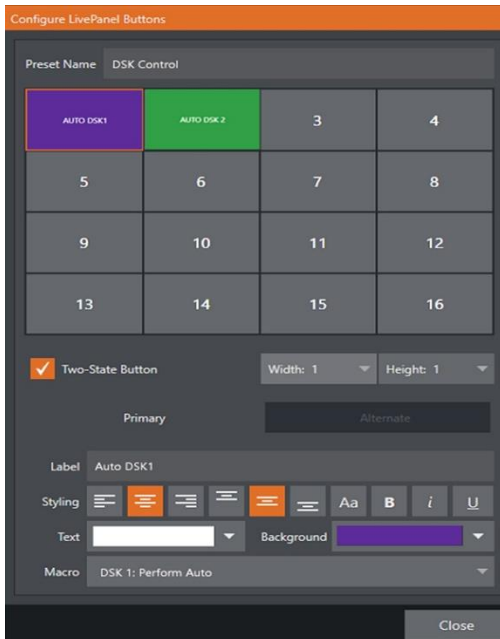 Configure LivePanel Buttons
Preset Name DSK Control
AUTO DSK1 AUTO DSK 2 3 4
5 6 7 8
9 10 11 12
13 14 15 16
Two-State Button Width: 1 Height: 1
Primary Alternate
Label Auto DSK1
Styling Aa B i U
Text Background
Macro DSK 1: Perform Auto
Close